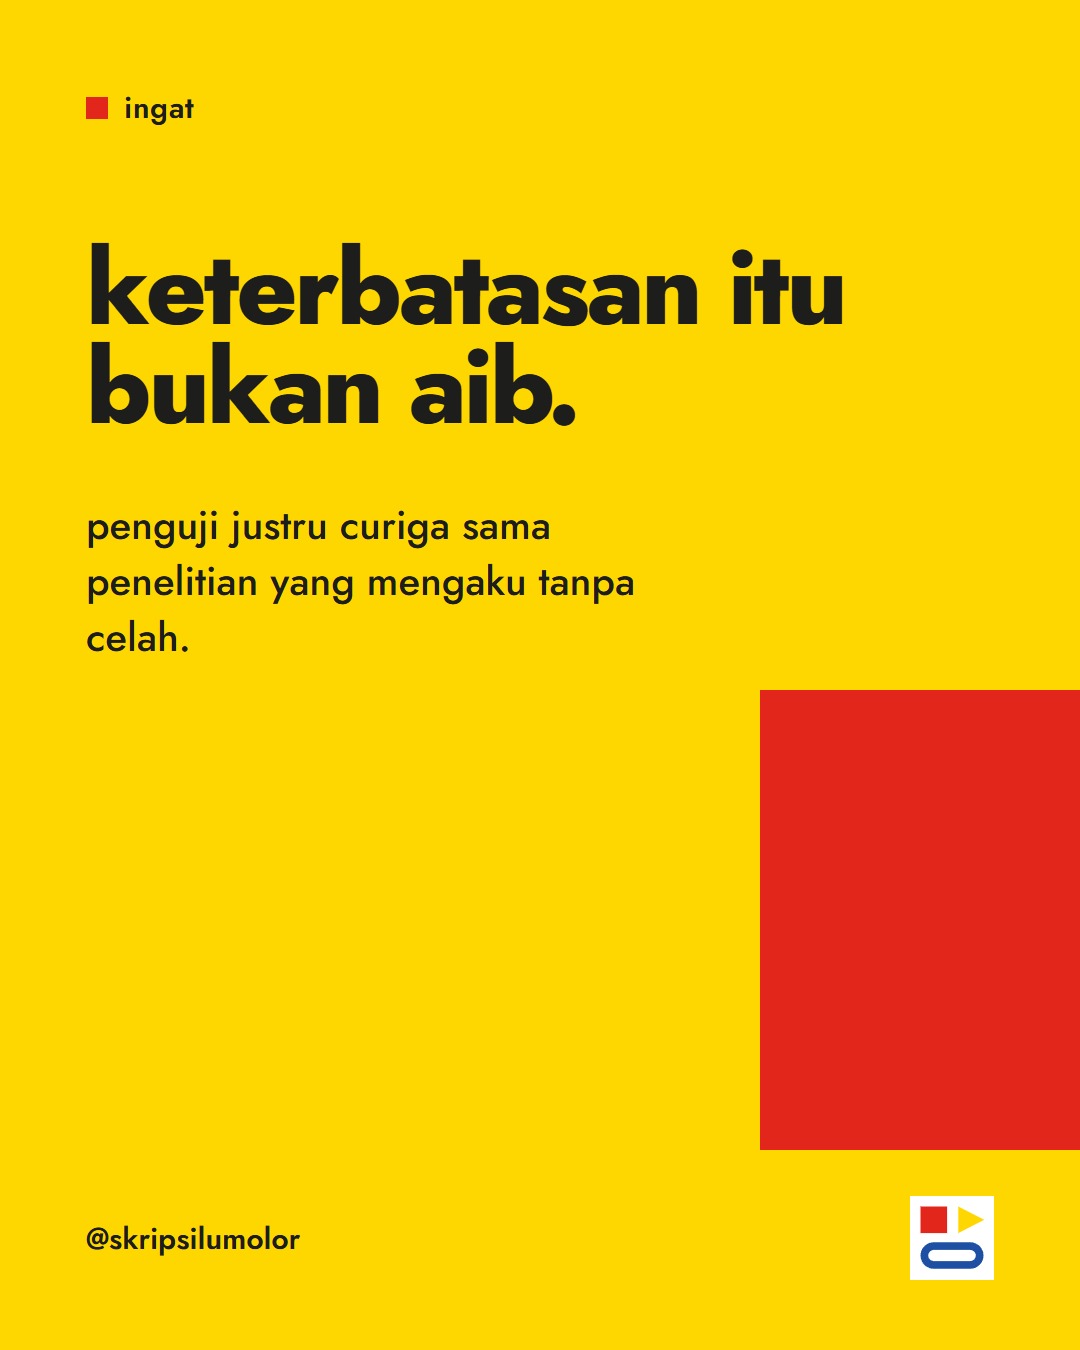 ingat
keterbatasan itu
bukan aib.
penguji justru curiga sama
penelitian yang mengaku tanpa
celah.
@skripsilumolor